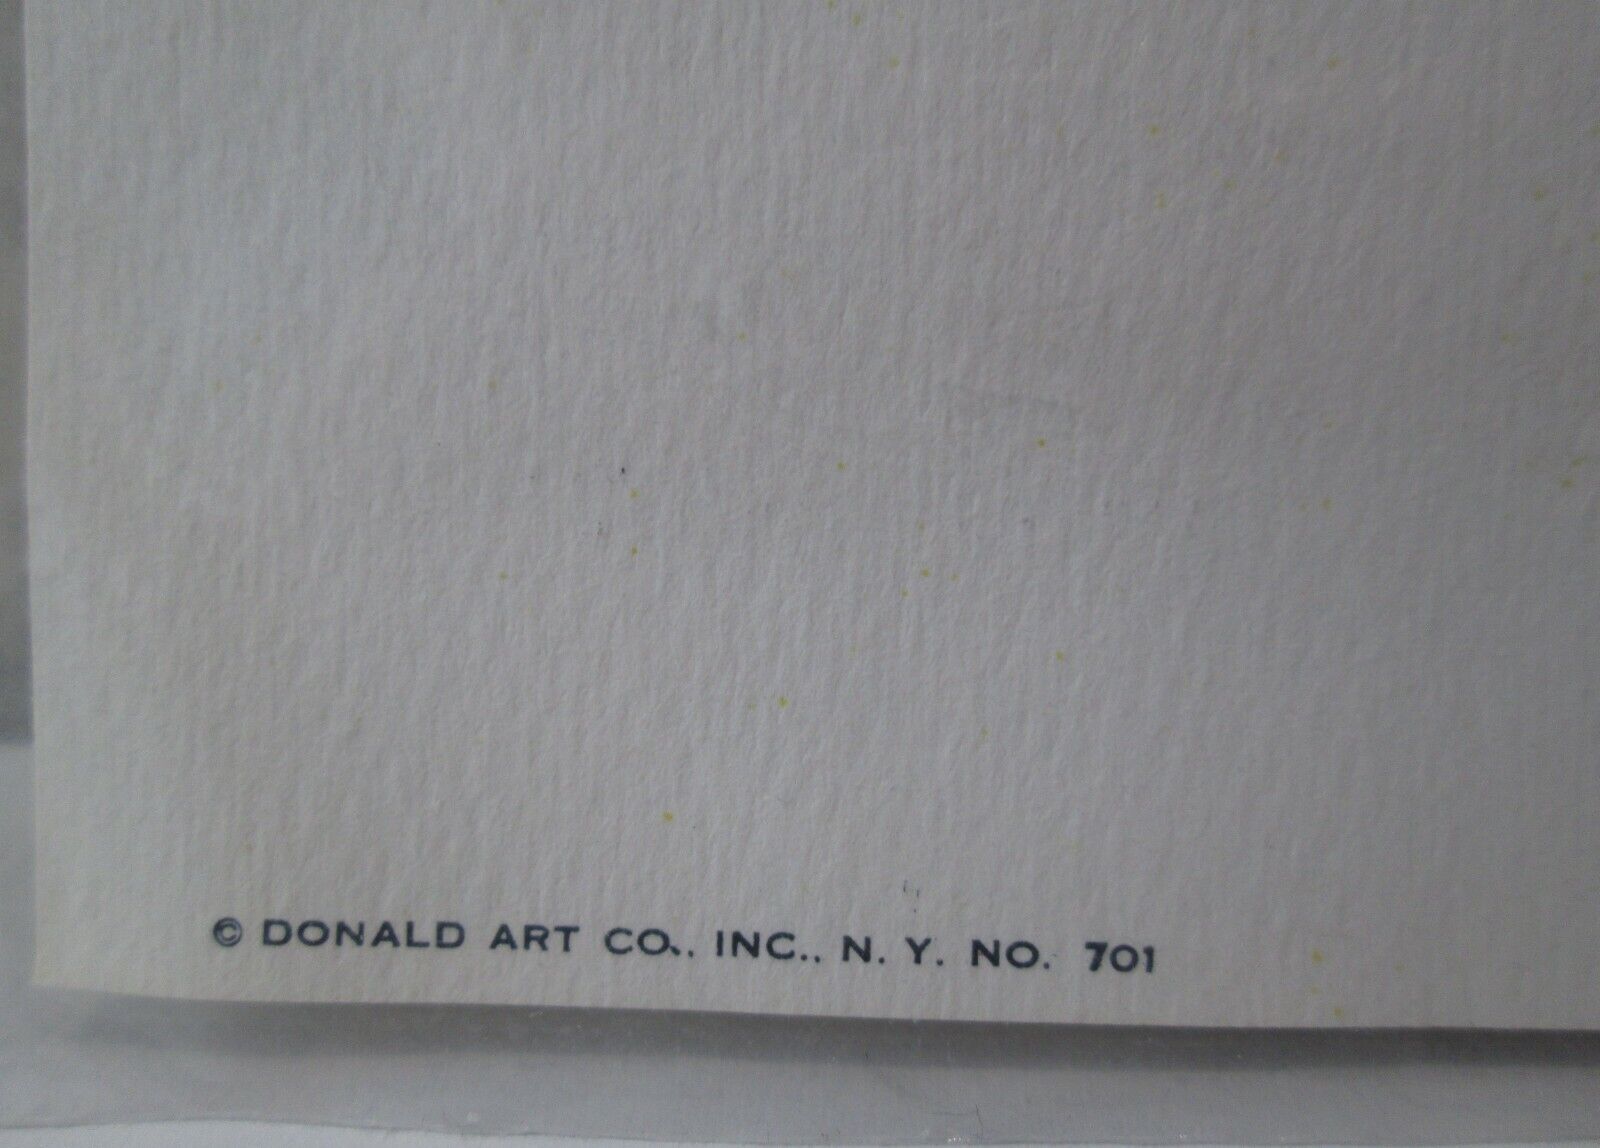 © DONALD ART CO., INC., N. Y. NO. 701